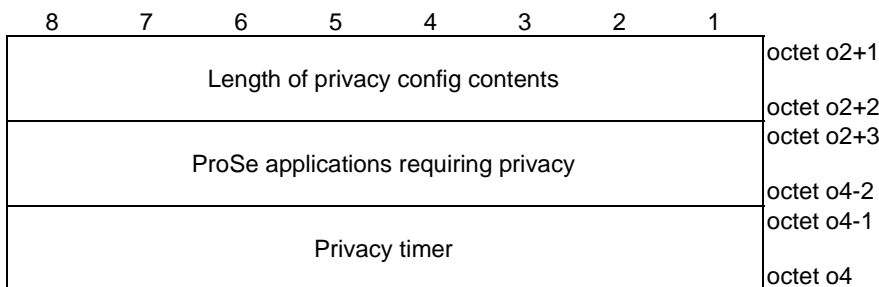 8 7 6 5 4 3 2 1
Length of privacy config contents
octet o2+1
octet o2+2
ProSe applications requiring privacy
octet o2+3
octet o4-2
Privacy timer
octet o4-1
octet o4